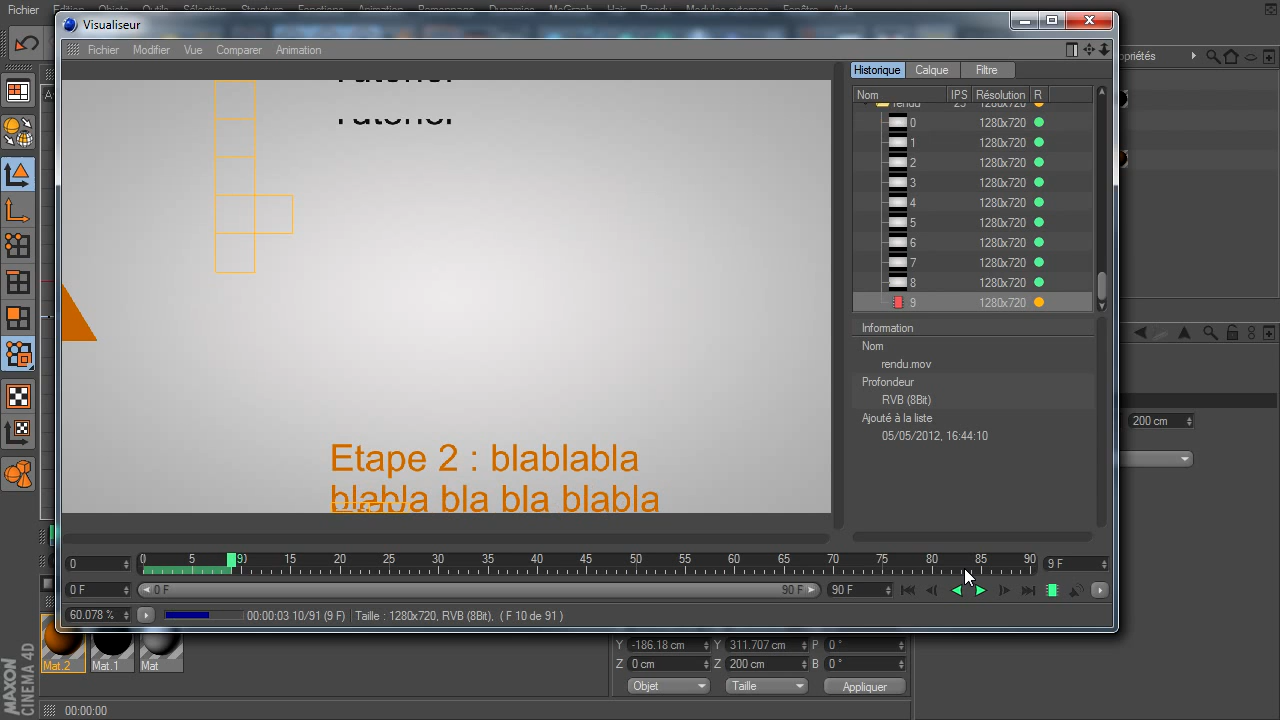 Fichier
Visualiseur
Fichier Modifier Vue Comparer Animation
Historique Calque Filtre
Nom IPS Résolution R
rendu 25 1280x720
0 1280x720
1 1280x720
2 1280x720
3 1280x720
4 1280x720
5 1280x720
6 1280x720
7 1280x720
8 1280x720
9 1280x720
Information
Nom
rendu.mov
Profondeur
RVB (8Bit)
Ajouté à la liste
05/05/2012, 16:44:10
Etape 2 : blablabla
blabla bla bla blabla
0 0 5 9 15 20 25 30 35 40 45 50 55 60 65 70 75 80 85 90 9 F
0 F 0 F 90 F 90 F
60.078 % 00:00:03 10/91 (9 F) Taille : 1280x720, RVB (8Bit), ( F 10 de 91 )
200 cm
Mat.2 Mat.1 Mat
Y -186.18 cm Y 311.707 cm P 0 °
Z 0 cm Z 200 cm B 0 °
Objet Taille Appliquer
00:00:00
MAXON
CINEMA 4D